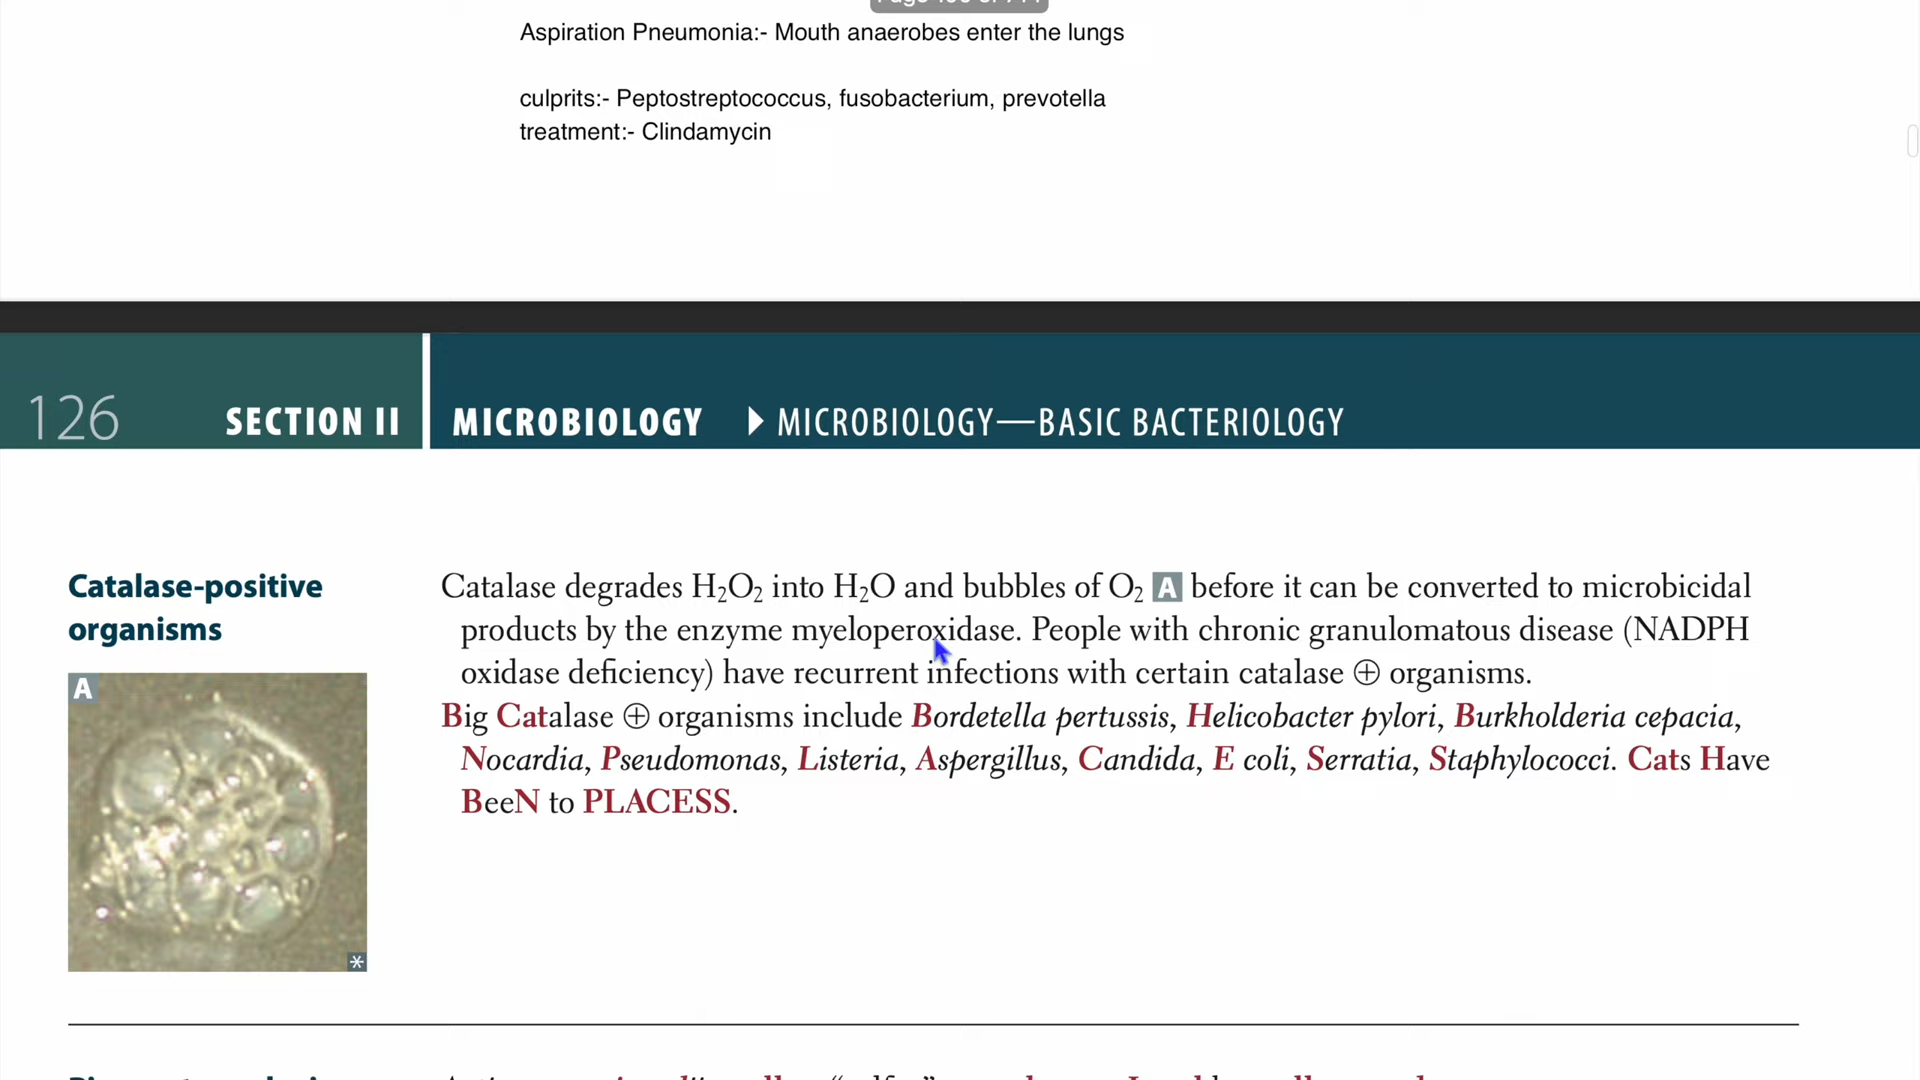 Aspiration Pneumonia:- Mouth anaerobes enter the lungs
culprits:- Peptostreptococcus, fusobacterium, prevotella
treatment:- Clindamycin
126 SECTION II MICROBIOLOGY ▶ MICROBIOLOGY—BASIC BACTERIOLOGY
Catalase-positive
organisms
A
*
Catalase degrades H₂O₂ into H₂O and bubbles of O₂ A before it can be converted to microbicidal
products by the enzyme myeloperoxidase. People with chronic granulomatous disease (NADPH
oxidase deficiency) have recurrent infections with certain catalase ⊕ organisms.
Big Catalase ⊕ organisms include Bordetella pertussis, Helicobacter pylori, Burkholderia cepacia,
Nocardia, Pseudomonas, Listeria, Aspergillus, Candida, E coli, Serratia, Staphylococci. Cats Have
BeeN to PLACESS.